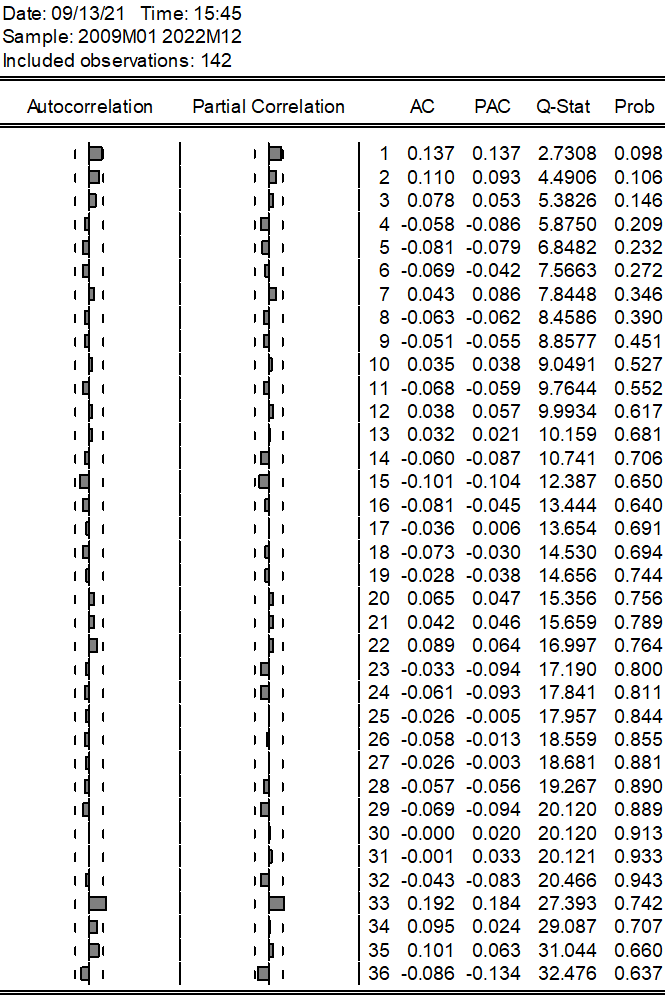 Date: 09/13/21 Time: 15:45
Sample: 2009M01 2022M12
Included observations: 142
Autocorrelation Partial Correlation AC PAC Q-Stat Prob
1 0.137 0.137 2.7308 0.098
2 0.110 0.093 4.4906 0.106
3 0.078 0.053 5.3826 0.146
4 -0.058 -0.086 5.8750 0.209
5 -0.081 -0.079 6.8482 0.232
6 -0.069 -0.042 7.5663 0.272
7 0.043 0.086 7.8448 0.346
8 -0.063 -0.062 8.4586 0.390
9 -0.051 -0.055 8.8577 0.451
10 0.035 0.038 9.0491 0.527
11 -0.068 -0.059 9.7644 0.552
12 0.038 0.057 9.9934 0.617
13 0.032 0.021 10.159 0.681
14 -0.060 -0.087 10.741 0.706
15 -0.101 -0.104 12.387 0.650
16 -0.081 -0.045 13.444 0.640
17 -0.036 0.006 13.654 0.691
18 -0.073 -0.030 14.530 0.694
19 -0.028 -0.038 14.656 0.744
20 0.065 0.047 15.356 0.756
21 0.042 0.046 15.659 0.789
22 0.089 0.064 16.997 0.764
23 -0.033 -0.094 17.190 0.800
24 -0.061 -0.093 17.841 0.811
25 -0.026 -0.005 17.957 0.844
26 -0.058 -0.013 18.559 0.855
27 -0.026 -0.003 18.681 0.881
28 -0.057 -0.056 19.267 0.890
29 -0.069 -0.094 20.120 0.889
30 -0.000 0.020 20.120 0.913
31 -0.001 0.033 20.121 0.933
32 -0.043 -0.083 20.466 0.943
33 0.192 0.184 27.393 0.742
34 0.095 0.024 29.087 0.707
35 0.101 0.063 31.044 0.660
36 -0.086 -0.134 32.476 0.637